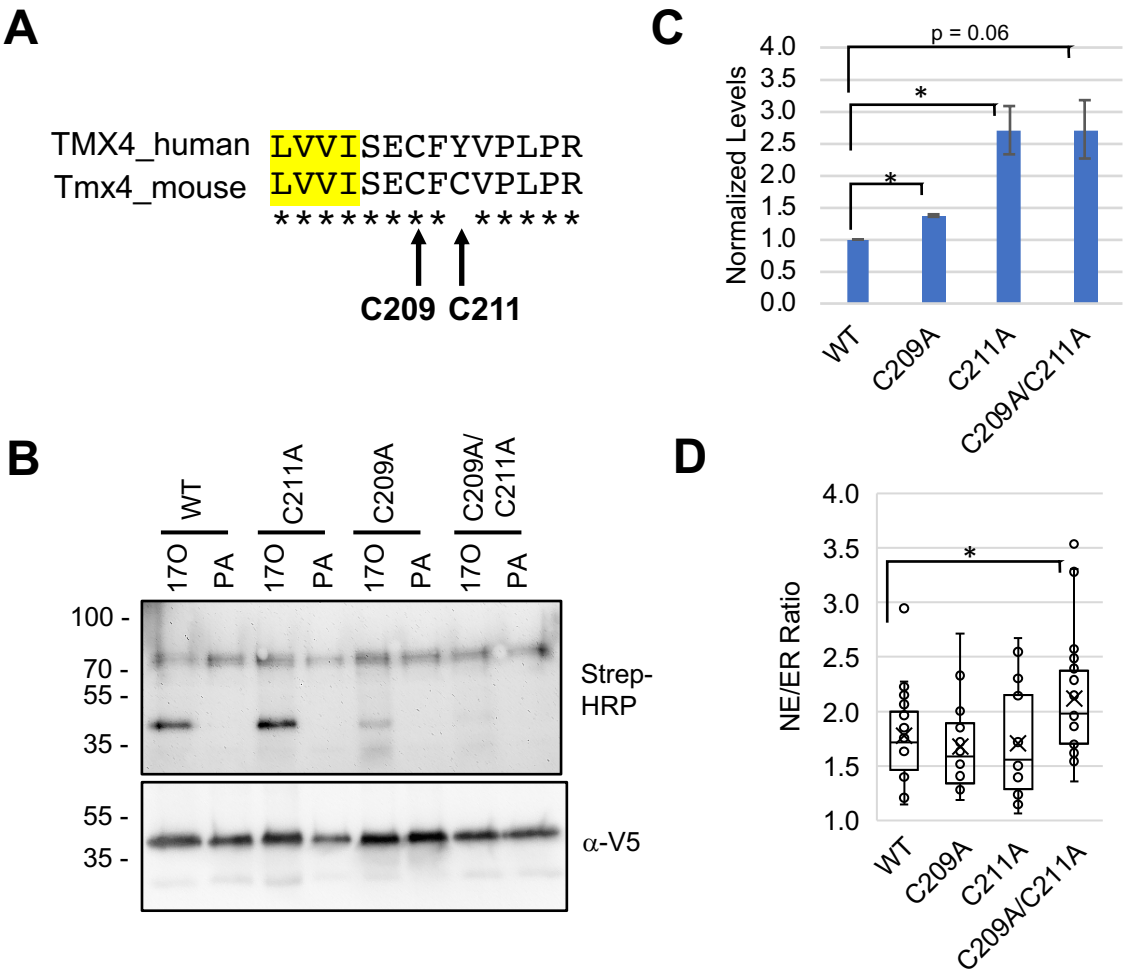 A
TMX4_human LVVISECFYVPLPR
Tmx4_mouse LVVISECFCVPLPR
******** *****
C209 C211
B
WT C211A C209A C209A/
C211A
17O PA 17O PA 17O PA 17O PA
100 -
70 -
55 -
35 -
Strep-
HRP
55 -
35 -
α-V5
C
Normalized Levels
4.0
3.5
3.0
2.5
2.0
1.5
1.0
0.5
0.0
p = 0.06
*
*
WT C209A C211A C209A/C211A
D
NE/ER Ratio
4.0
3.5
3.0
2.5
2.0
1.5
1.0
*
WT C209A C211A C209A/C211A